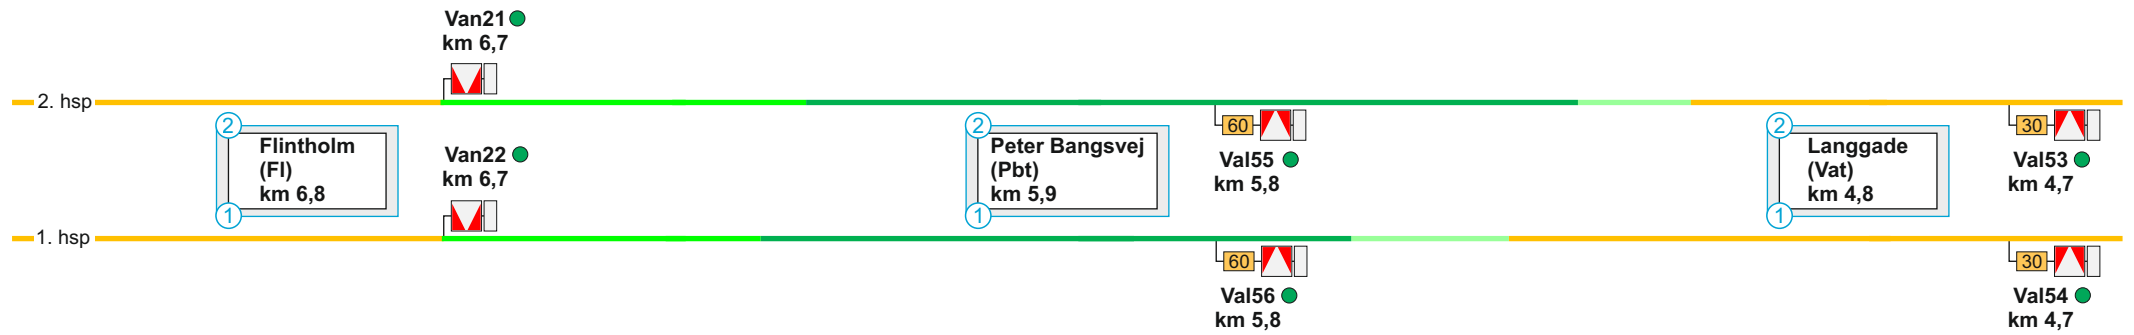 Van21
km 6,7
2. hsp
2
Flintholm
(Fl)
km 6,8
1
Van22
km 6,7
2
Peter Bangsvej
(Pbt)
km 5,9
1
60
Val55
km 5,8
2
Langgade
(Vat)
km 4,8
1
30
Val53
km 4,7
1. hsp
60
Val56
km 5,8
30
Val54
km 4,7